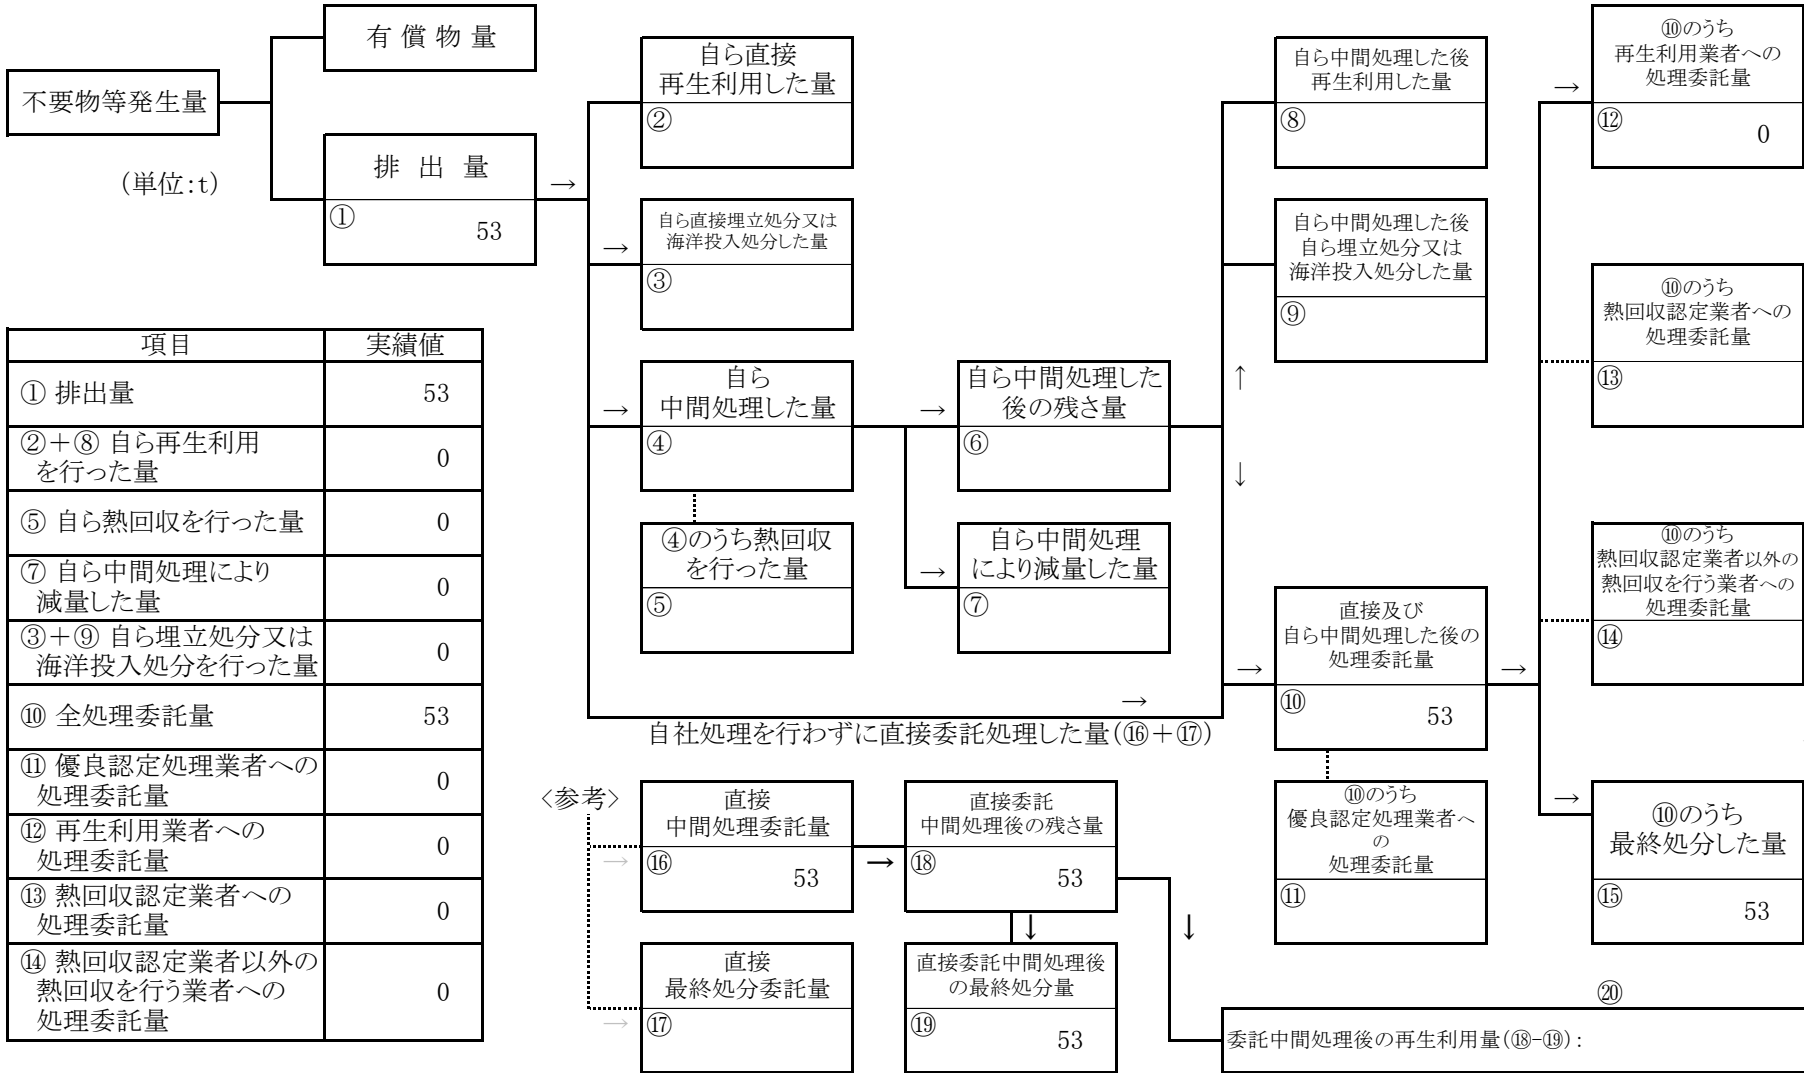 有 償 物 量
不要物等発生量
(単位:t)
排 出 量
→
①
53
自ら直接
再生利用した量
②
自ら直接埋立処分又は
海洋投入処分した量
→
③
自ら
中間処理した量
→
④
④のうち熱回収
を行った量
⑤
自ら中間処理した
後の残さ量
→
⑥
自ら中間処理
により減量した量
→
⑦
自ら中間処理した後
再生利用した量
⑧
自ら中間処理した後
自ら埋立処分又は
海洋投入処分した量
⑨
↑
↓
直接及び
自ら中間処理した後の
処理委託量
→
⑩
53
→
⑩のうち
優良認定処理業者へ
の
処理委託量
⑪
→
⑩のうち
再生利用業者への
処理委託量
⑫
0
⑩のうち
熱回収認定業者への
処理委託量
⑬
⑩のうち
熱回収認定業者以外の
熱回収を行う業者への
処理委託量
⑭
→
⑩のうち
最終処分した量
⑮
53
→
自社処理を行わずに直接委託処理した量(⑯+⑰)
項目 実績値
① 排出量 53
②+⑧ 自ら再生利用
を行った量 0
⑤ 自ら熱回収を行った量 0
⑦ 自ら中間処理により
減量した量 0
③+⑨ 自ら埋立処分又は
海洋投入処分を行った量 0
⑩ 全処理委託量 53
⑪ 優良認定処理業者への
処理委託量 0
⑫ 再生利用業者への
処理委託量 0
⑬ 熱回収認定業者への
処理委託量 0
⑭ 熱回収認定業者以外の
熱回収を行う業者への
処理委託量 0
〈参考〉
直接
中間処理委託量
→
⑯
53
直接
最終処分委託量
→
⑰
直接委託
中間処理後の残さ量
→
⑱
53
↓
↓
直接委託中間処理後
の最終処分量
⑲
53
⑳
委託中間処理後の再生利用量(⑱-⑲):